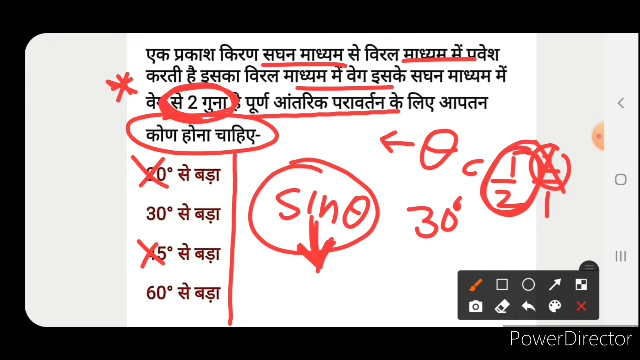 एक प्रकाश किरण सघन माध्यम से विरल माध्यम में प्रवेश
करती है इसका विरल माध्यम में वेग इसके सघन माध्यम में
वेग से 2 गुना है पूर्ण आंतरिक परावर्तन के लिए आपतन
कोण होना चाहिए-
से बड़ा
30° से बड़ा
45° से बड़ा
60° से बड़ा
← θ = 1/2
sinθ
30°
PowerDirector